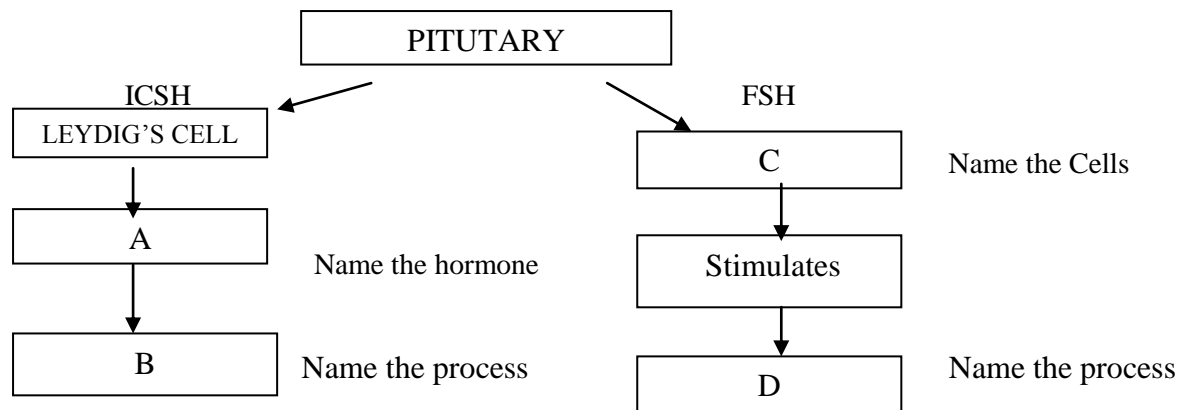 PITUTARY
ICSH
FSH
LEYDIG'S CELL
C
Name the Cells
A
Name the hormone
Stimulates
B
Name the process
D
Name the process